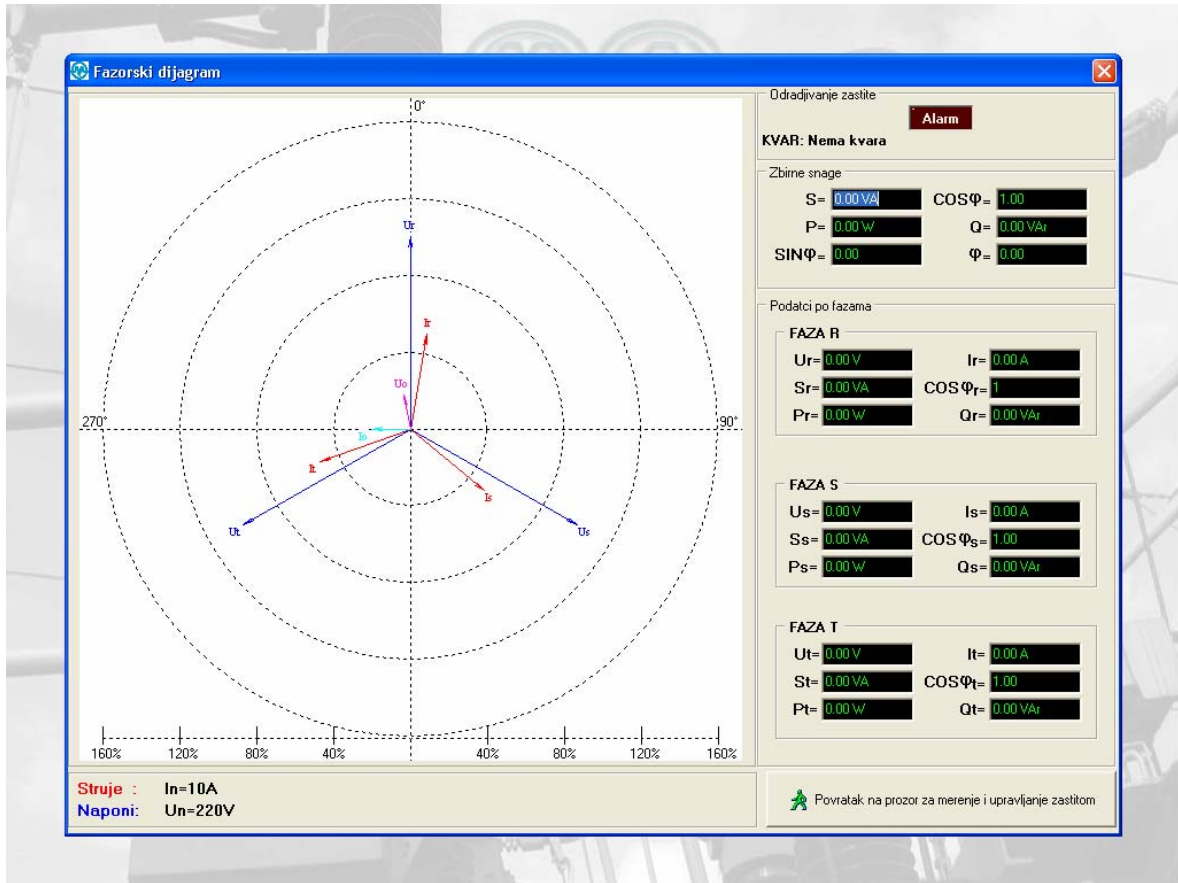 Fazorski dijagram
0°
Ur
Ir
Uo
270°
90°
Io
It
Is
Ut
Us
160% 120% 80% 40% 40% 80% 120% 160%
Struje : In=10A
Naponi: Un=220V
Odradjivanje zastite
Alarm
KVAR: Nema kvara
Zbirne snage
S= 0.00 VA COSφ= 1.00
P= 0.00 W Q= 0.00 VAr
SINφ= 0.00 φ= 0.00
Podatci po fazama
FAZA R
Ur= 0.00 V Ir= 0.00 A
Sr= 0.00 VA COSφr= 1
Pr= 0.00 W Qr= 0.00 VAr
FAZA S
Us= 0.00 V Is= 0.00 A
Ss= 0.00 VA COSφs= 1.00
Ps= 0.00 W Qs= 0.00 VAr
FAZA T
Ut= 0.00 V It= 0.00 A
St= 0.00 VA COSφt= 1.00
Pt= 0.00 W Qt= 0.00 VAr
Povratak na prozor za merenje i upravljanje zastitom